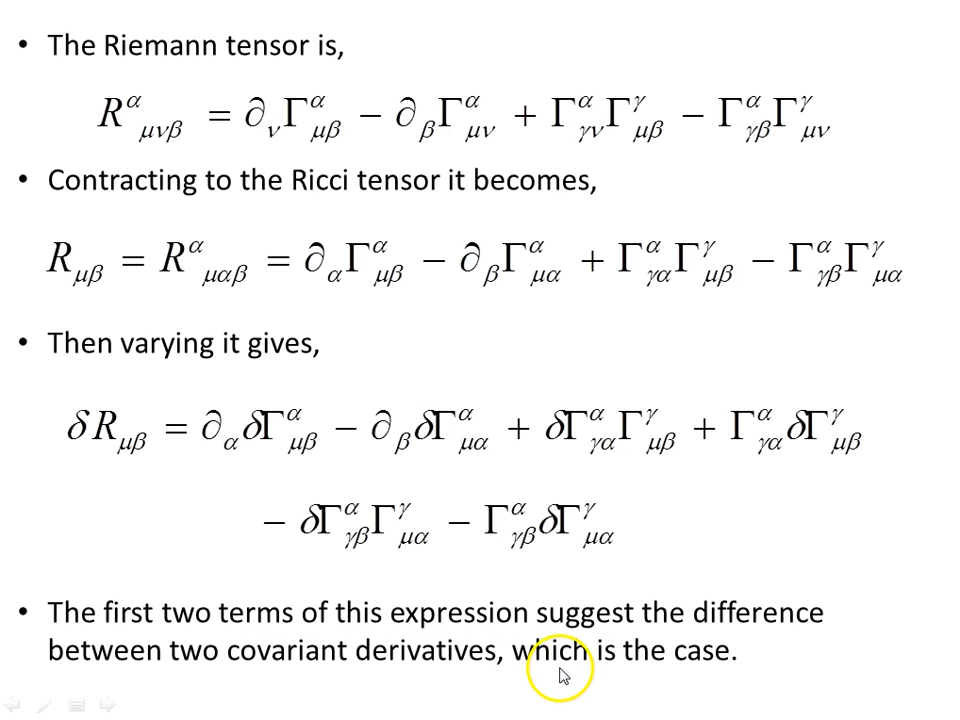 • The Riemann tensor is,
R^α_{μνβ} = ∂_ν Γ^α_{μβ} − ∂_β Γ^α_{μν} + Γ^α_{γν} Γ^γ_{μβ} − Γ^α_{γβ} Γ^γ_{μν}
• Contracting to the Ricci tensor it becomes,
R_{μβ} = R^α_{μαβ} = ∂_α Γ^α_{μβ} − ∂_β Γ^α_{μα} + Γ^α_{γα} Γ^γ_{μβ} − Γ^α_{γβ} Γ^γ_{μα}
• Then varying it gives,
δR_{μβ} = ∂_α δΓ^α_{μβ} − ∂_β δΓ^α_{μα} + δΓ^α_{γα} Γ^γ_{μβ} + Γ^α_{γα} δΓ^γ_{μβ}
− δΓ^α_{γβ} Γ^γ_{μα} − Γ^α_{γβ} δΓ^γ_{μα}
• The first two terms of this expression suggest the difference
between two covariant derivatives, which is the case.